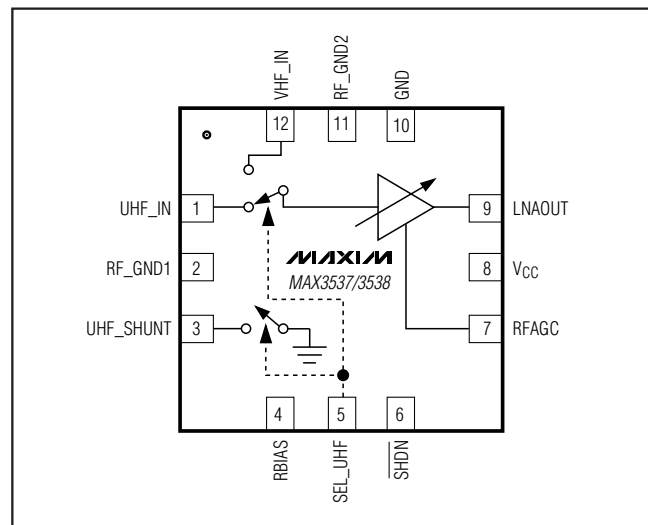 VHF_IN
RF_GND2
GND
12
11
10
UHF_IN
1
9
LNAOUT
RF_GND1
2
MAXIM
MAX3537/3538
8
VCC
UHF_SHUNT
3
7
RFAGC
4
5
6
RBIAS
SEL_UHF
SHDN